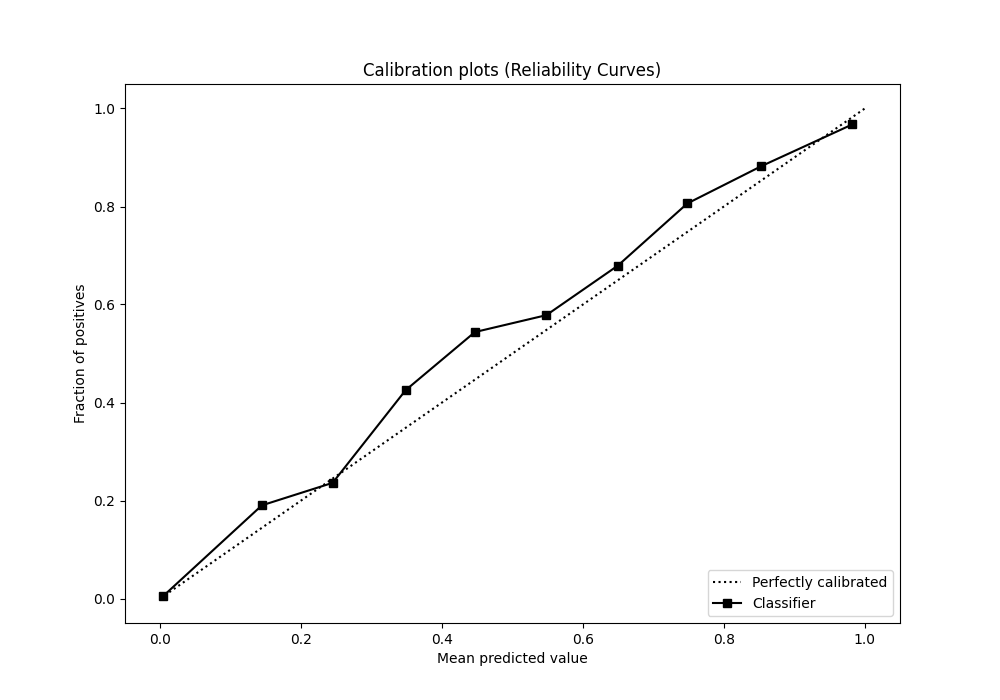 Calibration plots (Reliability Curves)
Fraction of positives
1.0
0.8
0.6
0.4
0.2
0.0
0.0 0.2 0.4 0.6 0.8 1.0
Mean predicted value
Perfectly calibrated
Classifier